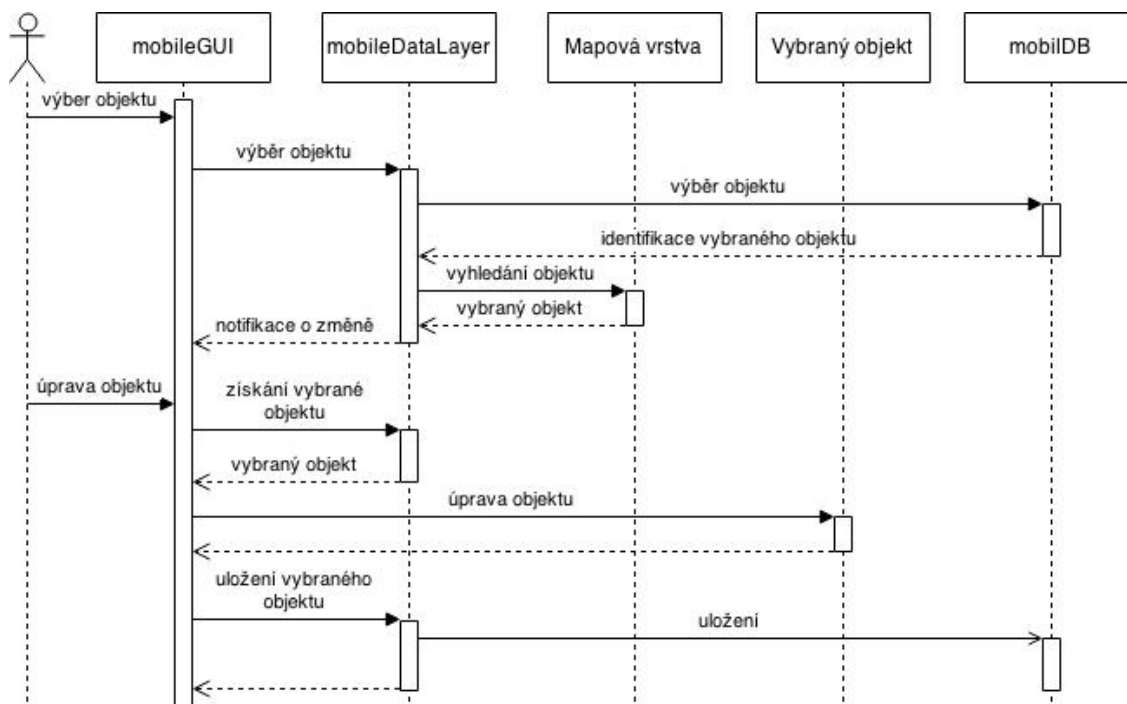 mobileGUI
mobileDataLayer
Mapová vrstva
Vybraný objekt
mobilDB
výber objektu
výběr objektu
výběr objektu
identifikace vybraného objektu
vyhledání objektu
vybraný objekt
notifikace o změně
úprava objektu
získání vybrané
objektu
vybraný objekt
úprava objektu
uložení vybraného
objektu
uložení